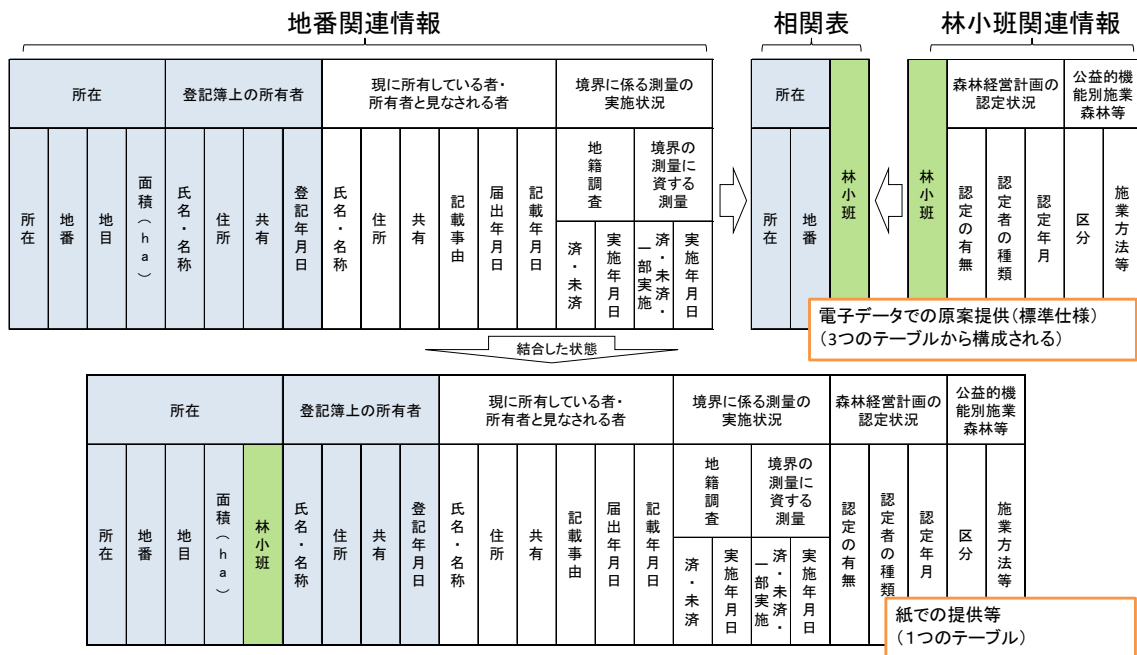 地番関連情報
相関表
林小班関連情報
所在
登記簿上の所有者
現に所有している者・
所有者と見なされる者
境界に係る測量の
実施状況
所在
林小班
林小班
森林経営計画の
認定状況
公益的機
能別施業
森林等
所在
地番
地目
面積(ha)
氏名・名称
住所
共有
登記年月日
氏名・名称
住所
共有
記載事由
届出年月日
記載年月日
地籍調査
境界の
測量に
資する
測量
済・未済
実施年月日
済・未済・
一部実施
実施年月日
所在
地番
認定の有無
認定者の種類
認定年月
区分
施業方法等
電子データでの原案提供(標準仕様)
(3つのテーブルから構成される)
結合した状態
所在
登記簿上の所有者
現に所有している者・
所有者と見なされる者
境界に係る測量の
実施状況
森林経営計画の
認定状況
公益的機
能別施業
森林等
所在
地番
地目
面積(ha)
林小班
氏名・名称
住所
共有
登記年月日
氏名・名称
住所
共有
記載事由
届出年月日
記載年月日
地籍調査
境界の
測量に
資する
測量
済・未済
実施年月日
済・未済・
一部実施
実施年月日
認定の有無
認定者の種類
認定年月
区分
施業方法等
紙での提供等
(1つのテーブル)